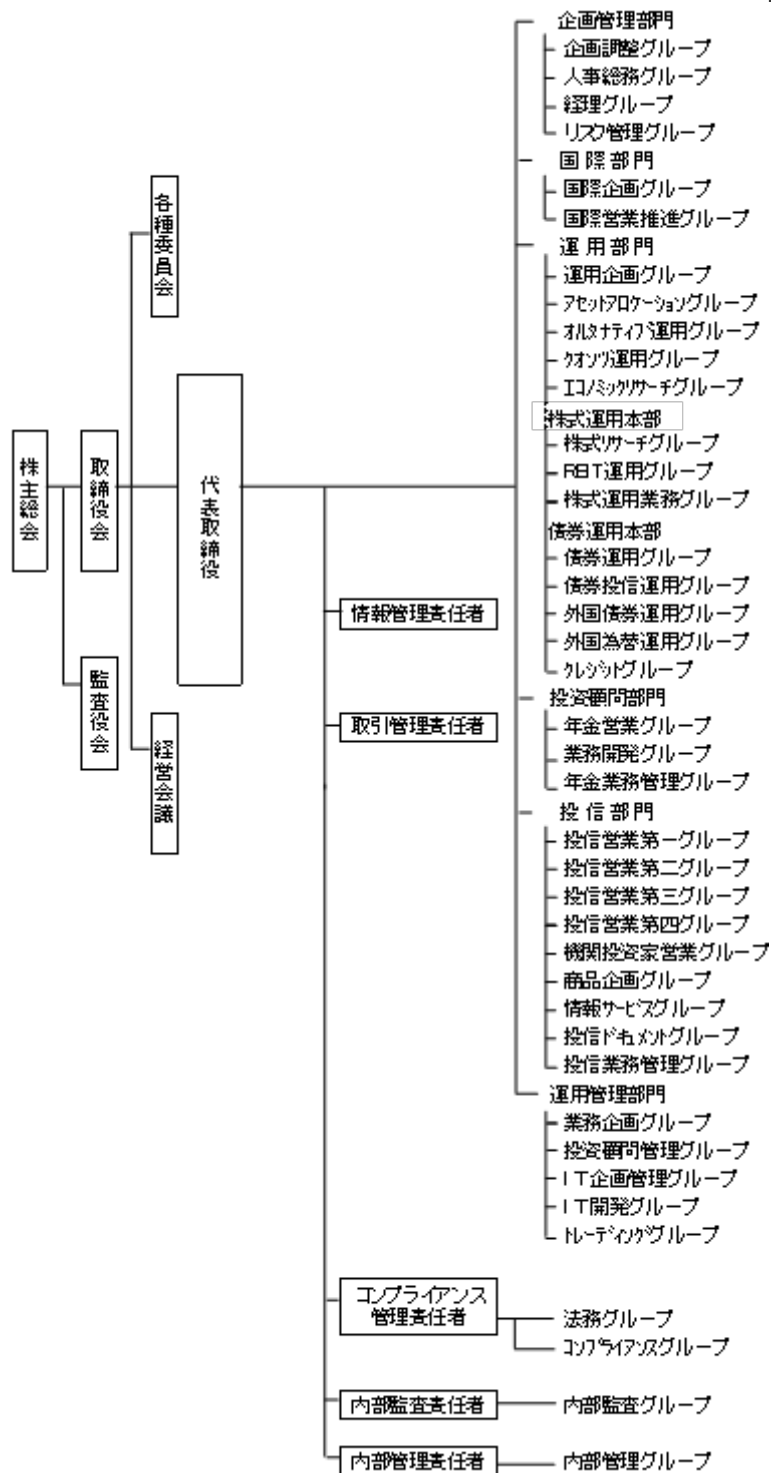 企画管理部門
企画調整グループ
人事総務グループ
経理グループ
リスク管理グループ
国際部門
国際企画グループ
国際営業推進グループ
運用部門
運用企画グループ
アセットアロケーショングループ
オルタナティブ運用グループ
クオンツ運用グループ
エコノミックリサーチグループ
株式運用本部
株式リサーチグループ
REIT運用グループ
株式運用業務グループ
債券運用本部
債券運用グループ
債券投信運用グループ
外国債券運用グループ
外国為替運用グループ
クレジットグループ
投資顧問部門
年金営業グループ
業務開発グループ
年金業務管理グループ
投信部門
投信営業第一グループ
投信営業第二グループ
投信営業第三グループ
投信営業第四グループ
機関投資家営業グループ
商品企画グループ
情報サービスグループ
投信ドキュメントグループ
投信業務管理グループ
運用管理部門
業務企画グループ
投資顧問管理グループ
IT企画管理グループ
IT開発グループ
トレーディンググループ
株主総会
取締役会
監査役会
各種委員会
経営会議
代表取締役
情報管理責任者
取引管理責任者
コンプライアンス
管理責任者
法務グループ
コンプライアンスグループ
内部監査責任者
内部監査グループ
内部管理責任者
内部管理グループ